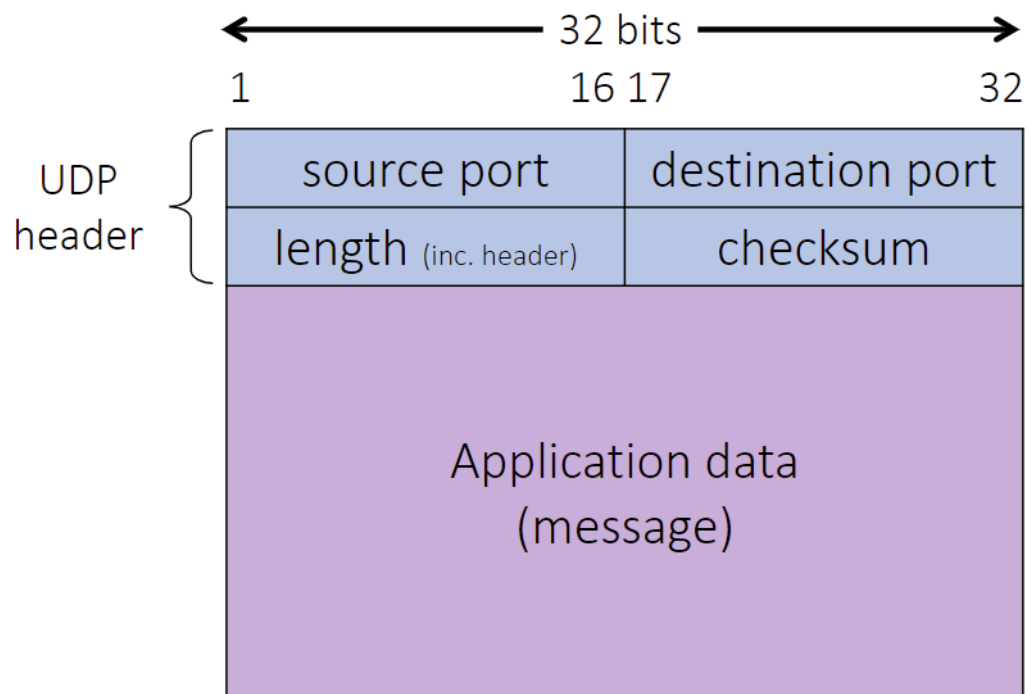 32 bits
1 16 17 32
UDP header
source port destination port
length (inc. header) checksum
Application data
(message)